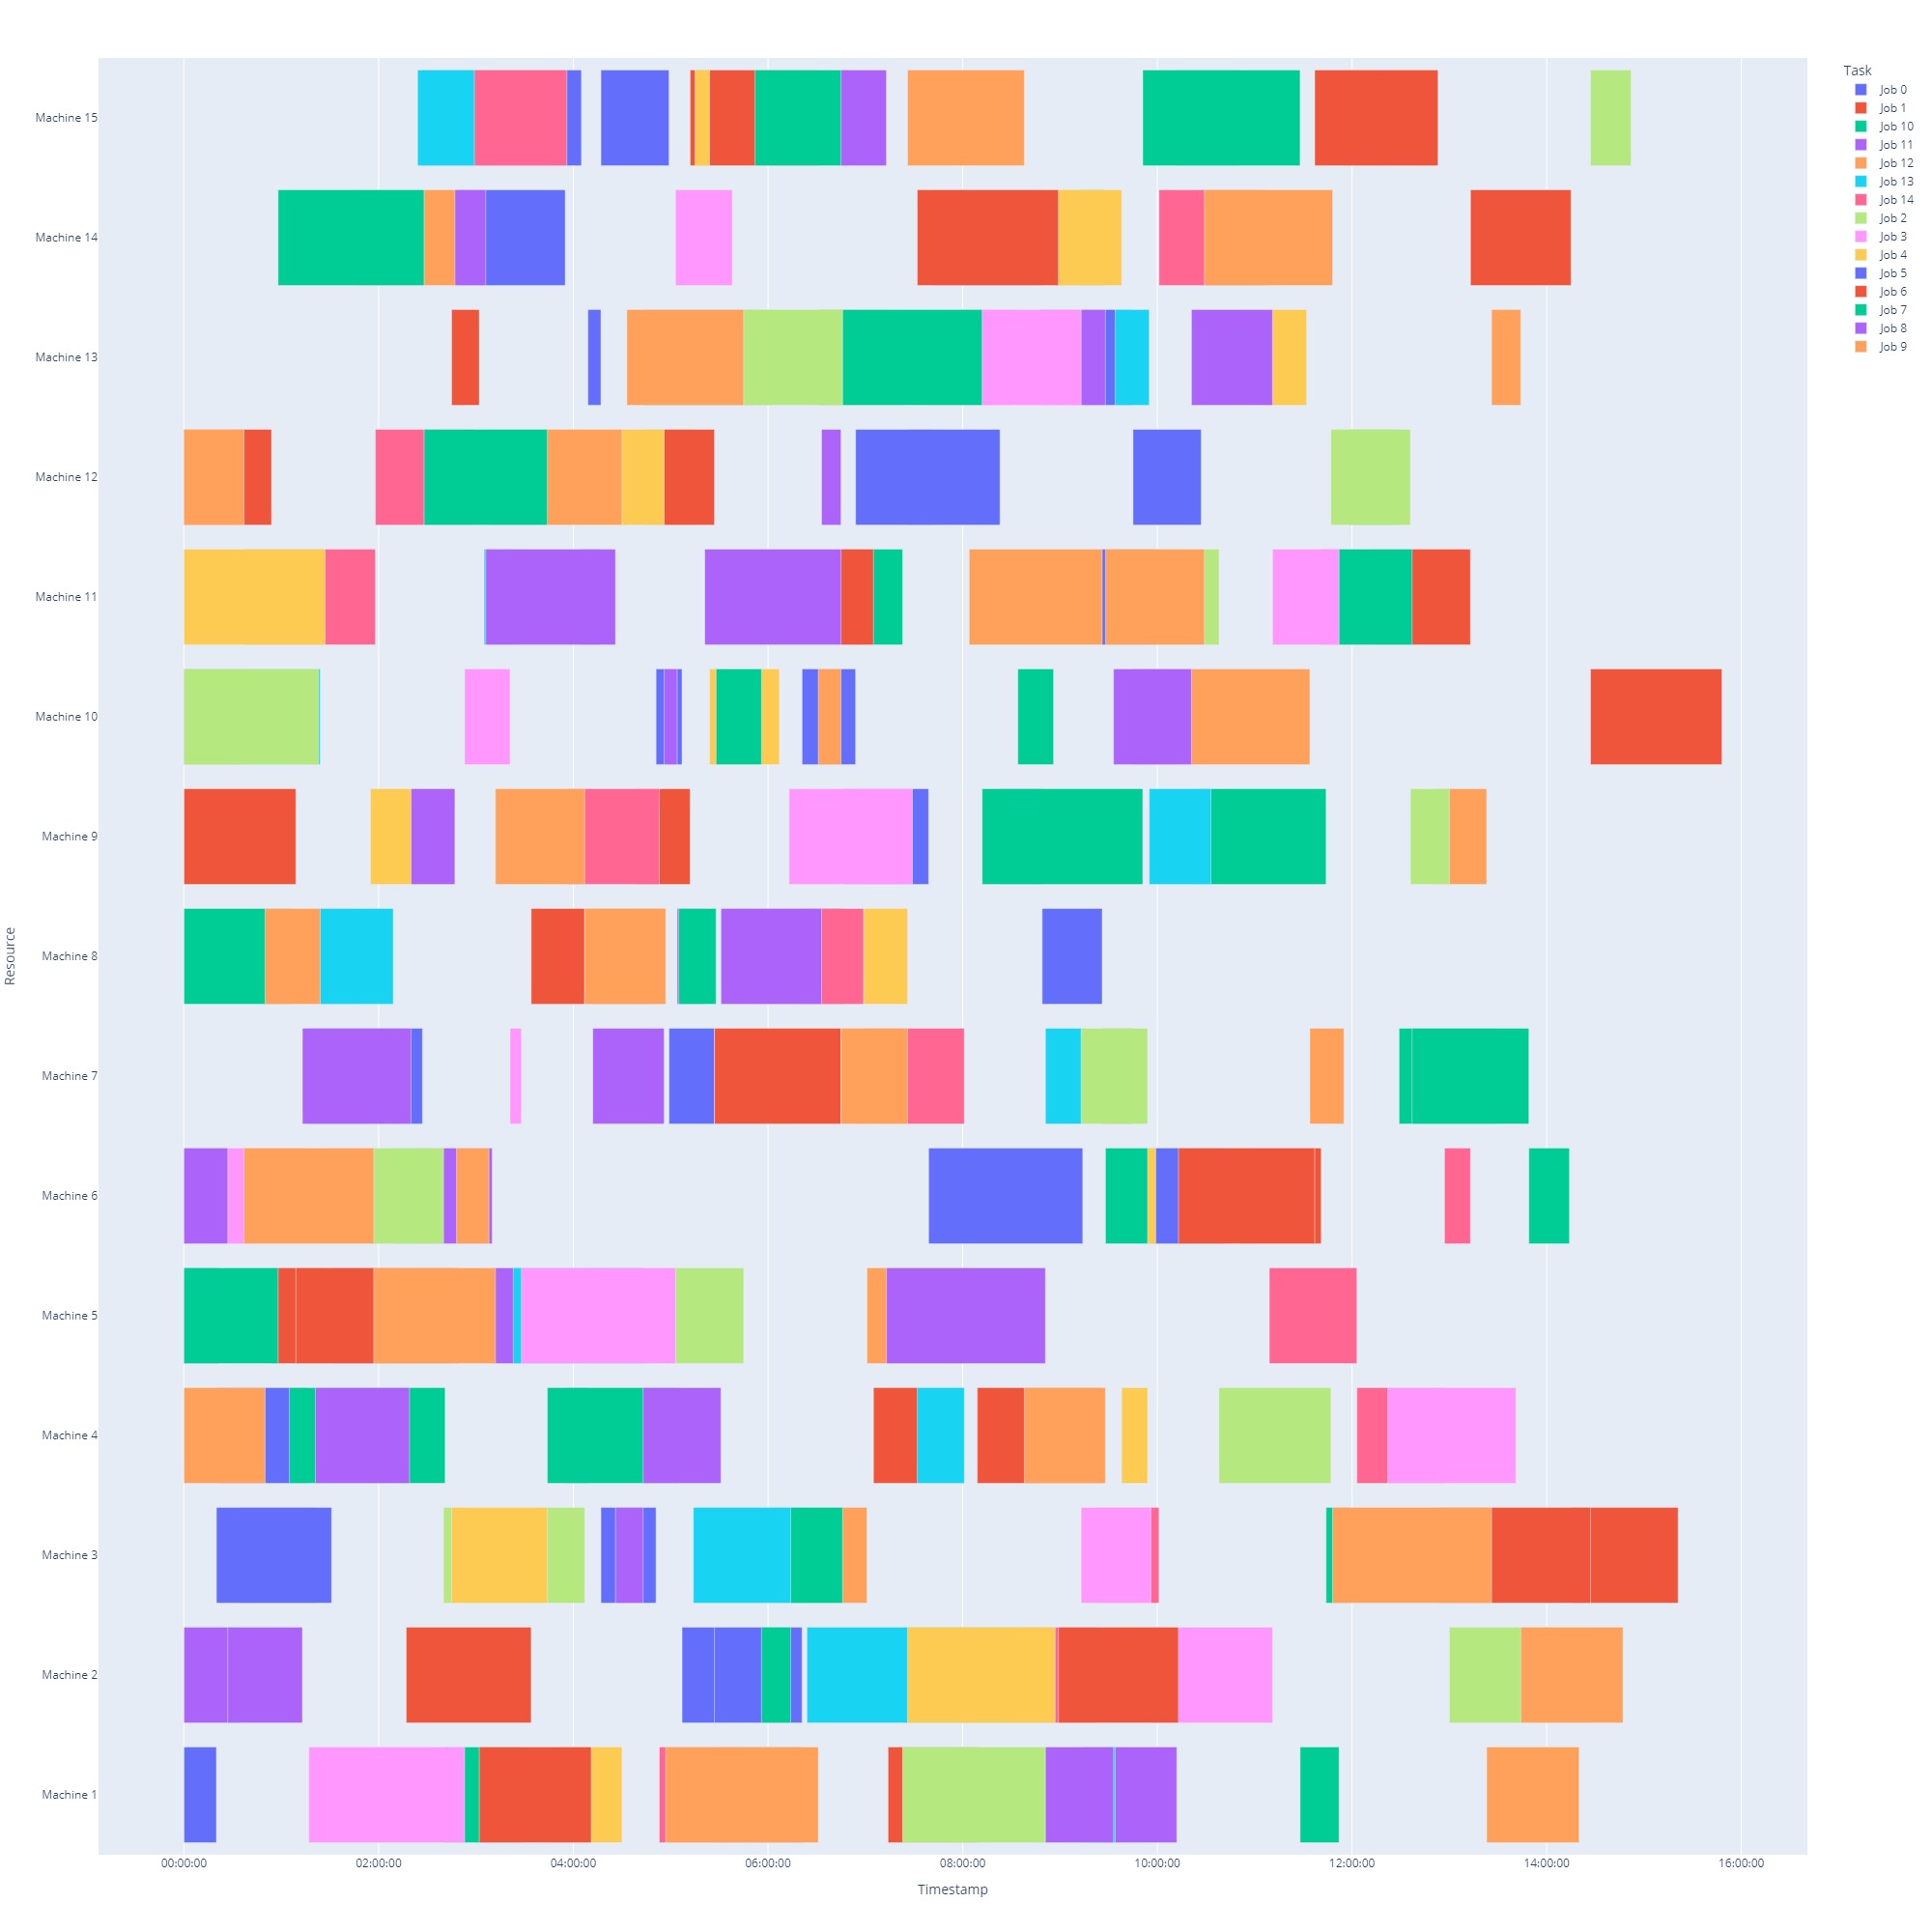 Task
Job 0
Job 1
Job 10
Job 11
Job 12
Job 13
Job 14
Job 2
Job 3
Job 4
Job 5
Job 6
Job 7
Job 8
Job 9
Resource
Machine 15
Machine 14
Machine 13
Machine 12
Machine 11
Machine 10
Machine 9
Machine 8
Machine 7
Machine 6
Machine 5
Machine 4
Machine 3
Machine 2
Machine 1
00:00:00 02:00:00 04:00:00 06:00:00 08:00:00 10:00:00 12:00:00 14:00:00 16:00:00
Timestamp